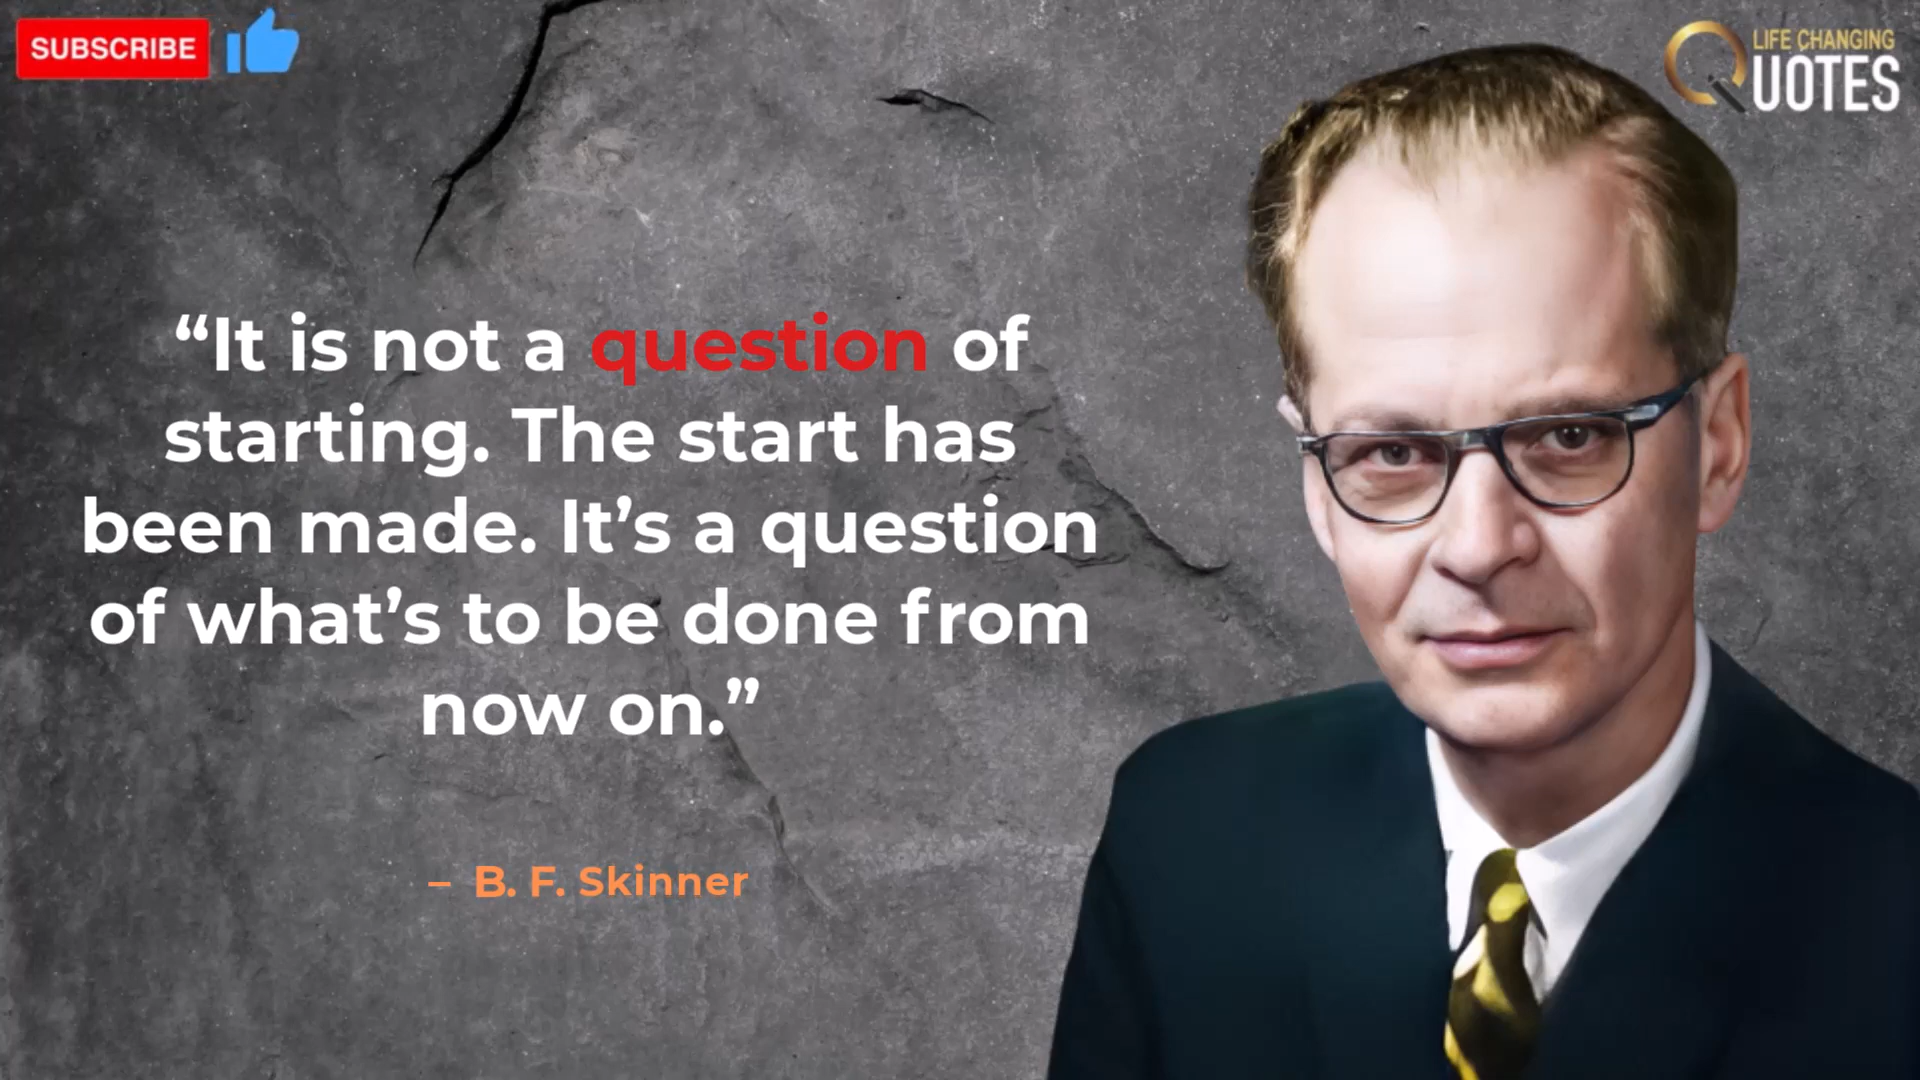 SUBSCRIBE
LIFE CHANGING
QUOTES
“It is not a question of
starting. The start has
been made. It’s a question
of what’s to be done from
now on.”
– B. F. Skinner